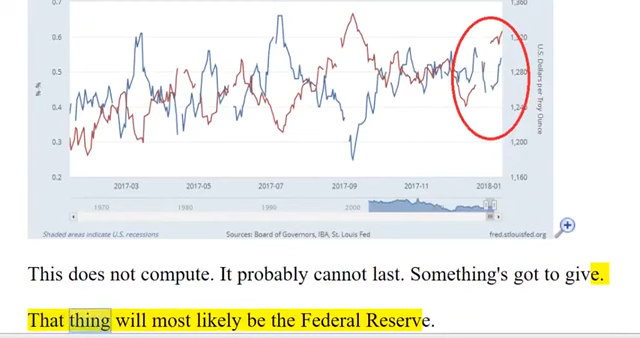 0.7
1,360
0.6
1,320
0.5
1,280
0.4
1,240
0.3
1,200
0.2
1,160
%-%
U.S. Dollars per Troy Ounce
2017-03 2017-05 2017-07 2017-09 2017-11 2018-01
1970 1980 1990 2000
Shaded areas indicate U.S. recessions Sources: Board of Governors, IBA, St. Louis Fed fred.stlouisfed.org
This does not compute. It probably cannot last. Something's got to give.
That thing will most likely be the Federal Reserve.